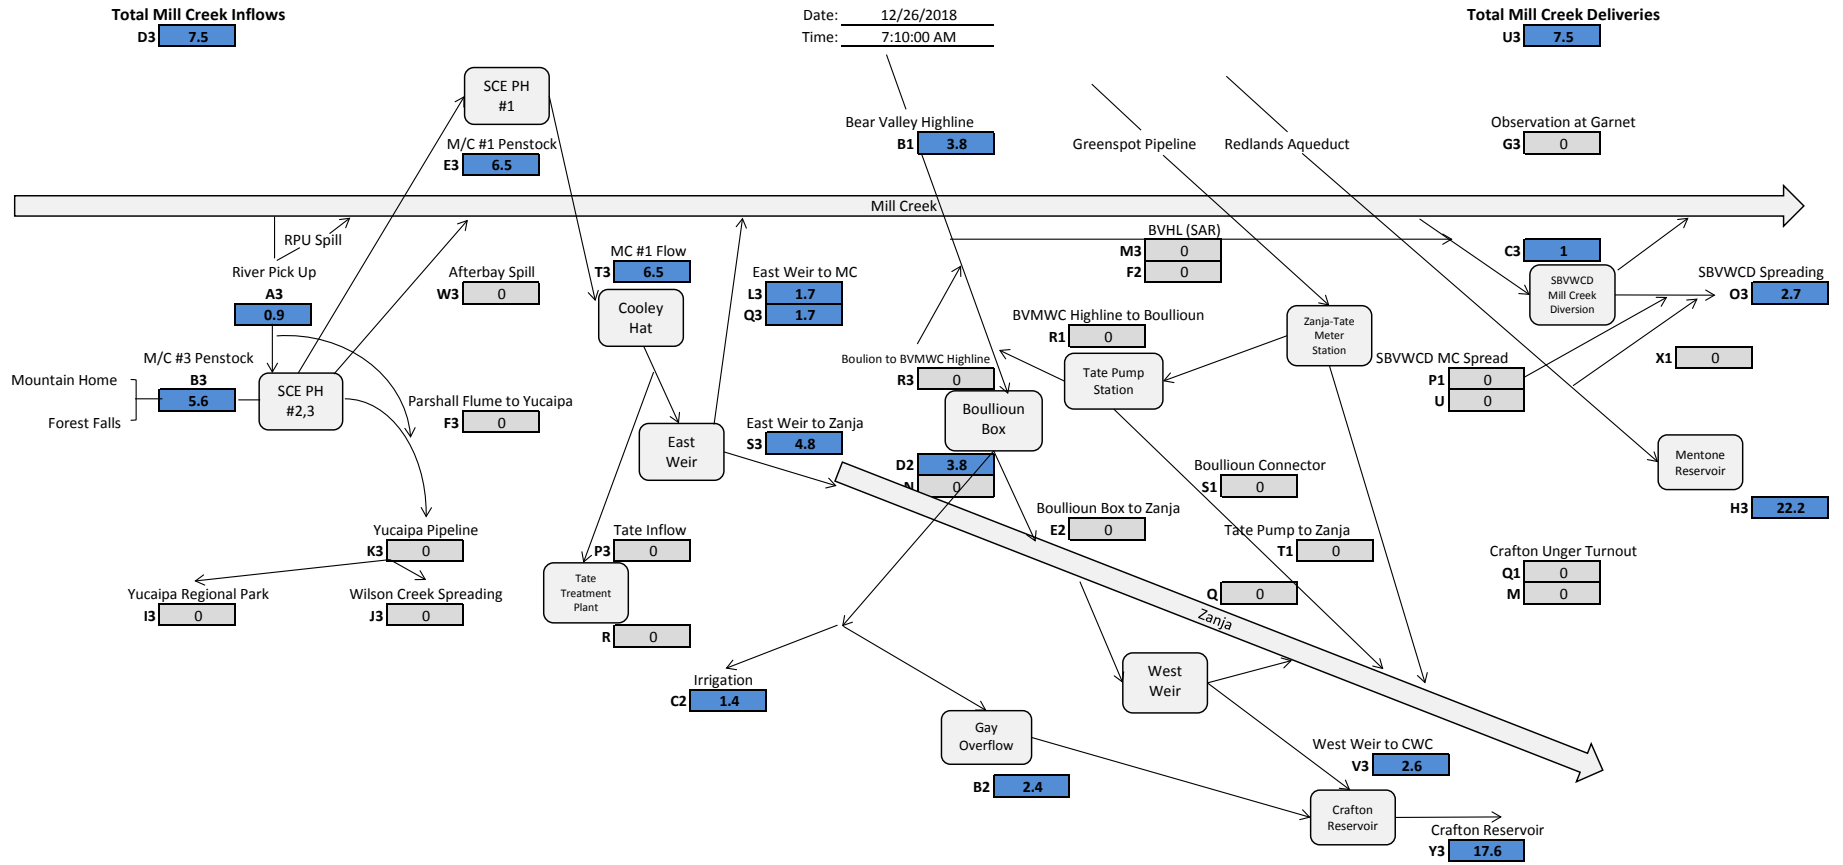 Total Mill Creek Inflows
D3 7.5
Date: 12/26/2018
Time: 7:10:00 AM
Total Mill Creek Deliveries
U3 7.5
SCE PH
#1
M/C #1 Penstock
E3 6.5
Bear Valley Highline
B1 3.8
Greenspot Pipeline
Redlands Aqueduct
Observation at Garnet
G3 0
Mill Creek
RPU Spill
River Pick Up
A3
0.9
Afterbay Spill
W3 0
MC #1 Flow
T3 6.5
Cooley
Hat
East Weir to MC
L3 1.7
Q3 1.7
BVHL (SAR)
M3 0
F2 0
C3 1
SBVWCD
Mill Creek
Diversion
SBVWCD Spreading
O3 2.7
BVMWC Highline to Boullioun
R1 0
Zanja-Tate
Meter
Station
M/C #3 Penstock
B3
5.6
Mountain Home
Forest Falls
SCE PH
#2,3
Parshall Flume to Yucaipa
F3 0
Boulion to BVMWC Highline
R3 0
Tate Pump
Station
SBVWCD MC Spread
P1 0
U 0
X1 0
Boullioun
Box
East
Weir
East Weir to Zanja
S3 4.8
D2 3.8
N 0
Boullioun Connector
S1 0
Mentone
Reservoir
H3 22.2
Boullioun Box to Zanja
E2 0
Tate Pump to Zanja
T1 0
Yucaipa Pipeline
K3 0
Tate Inflow
P3 0
Tate
Treatment
Plant
R 0
Crafton Unger Turnout
Q1 0
M 0
Yucaipa Regional Park
I3 0
Wilson Creek Spreading
J3 0
Q 0
Zanja
Irrigation
C2 1.4
West
Weir
Gay
Overflow
B2 2.4
West Weir to CWC
V3 2.6
Crafton
Reservoir
Crafton Reservoir
Y3 17.6